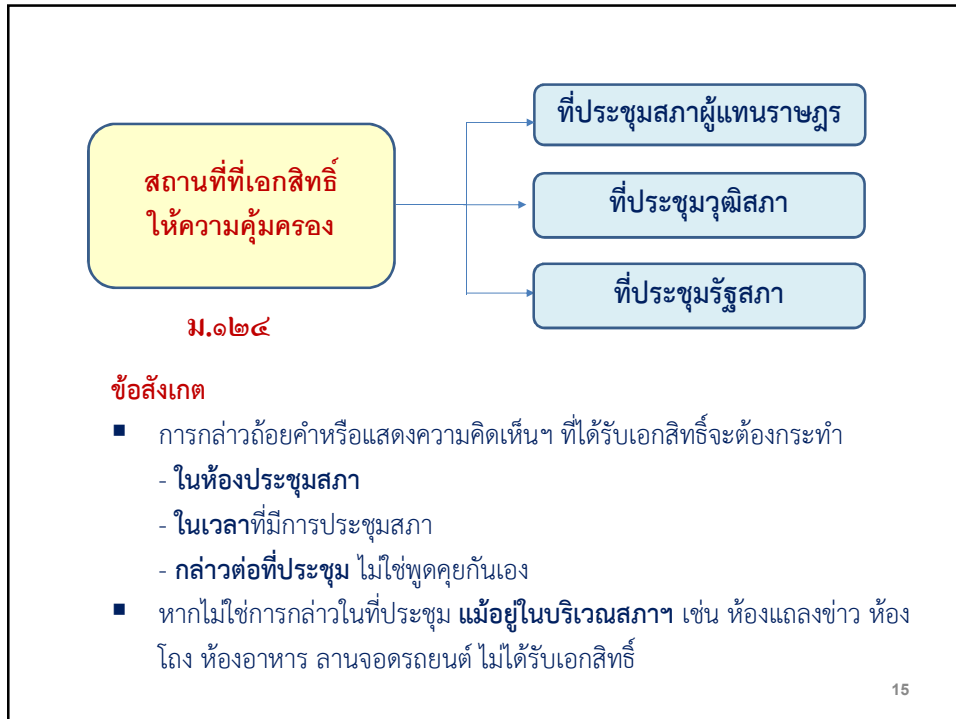 สถานที่ที่เอกสิทธิ์
ให้ความคุ้มครอง
ที่ประชุมสภาผู้แทนราษฎร
ที่ประชุมวุฒิสภา
ที่ประชุมรัฐสภา
ม.๑๒๔
ข้อสังเกต
▪ การกล่าวถ้อยคำหรือแสดงความคิดเห็นฯ ที่ได้รับเอกสิทธิ์จะต้องกระทำ
- ในห้องประชุมสภา
- ในเวลาที่มีการประชุมสภา
- กล่าวต่อที่ประชุม ไม่ใช่พูดคุยกันเอง
▪ หากไม่ใช่การกล่าวในที่ประชุม แม้อยู่ในบริเวณสภาฯ เช่น ห้องแถลงข่าว ห้อง
โถง ห้องอาหาร ลานจอดรถยนต์ ไม่ได้รับเอกสิทธิ์
15